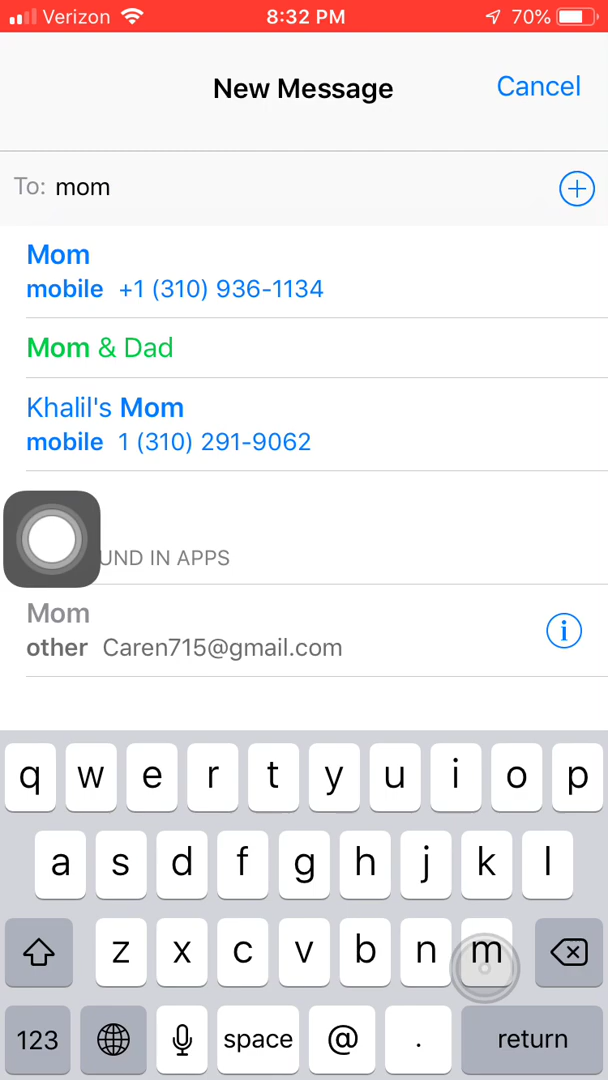 Verizon 8:32 PM 70%
New Message Cancel
To: mom
Mom
mobile +1 (310) 936-1134
Mom & Dad
Khalil's Mom
mobile 1 (310) 291-9062
UND IN APPS
Mom
other Caren715@gmail.com
q w e r t y u i o p
a s d f g h j k l
z x c v b n m
123 space @ . return